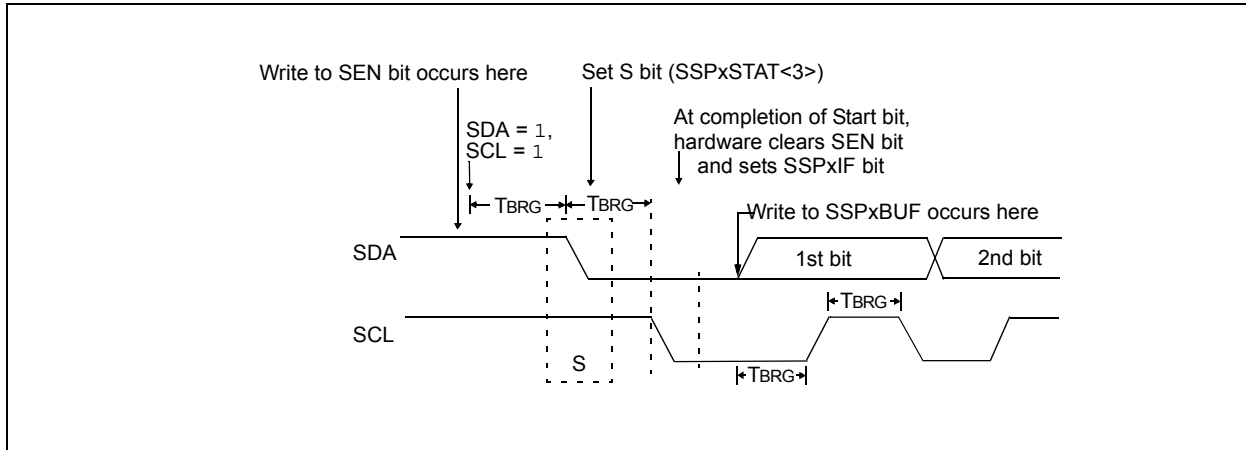 Write to SEN bit occurs here
Set S bit (SSPxSTAT<3>)
SDA = 1,
SCL = 1
At completion of Start bit,
hardware clears SEN bit
and sets SSPxIF bit
TBRG
TBRG
Write to SSPxBUF occurs here
SDA
1st bit
2nd bit
TBRG
SCL
S
TBRG